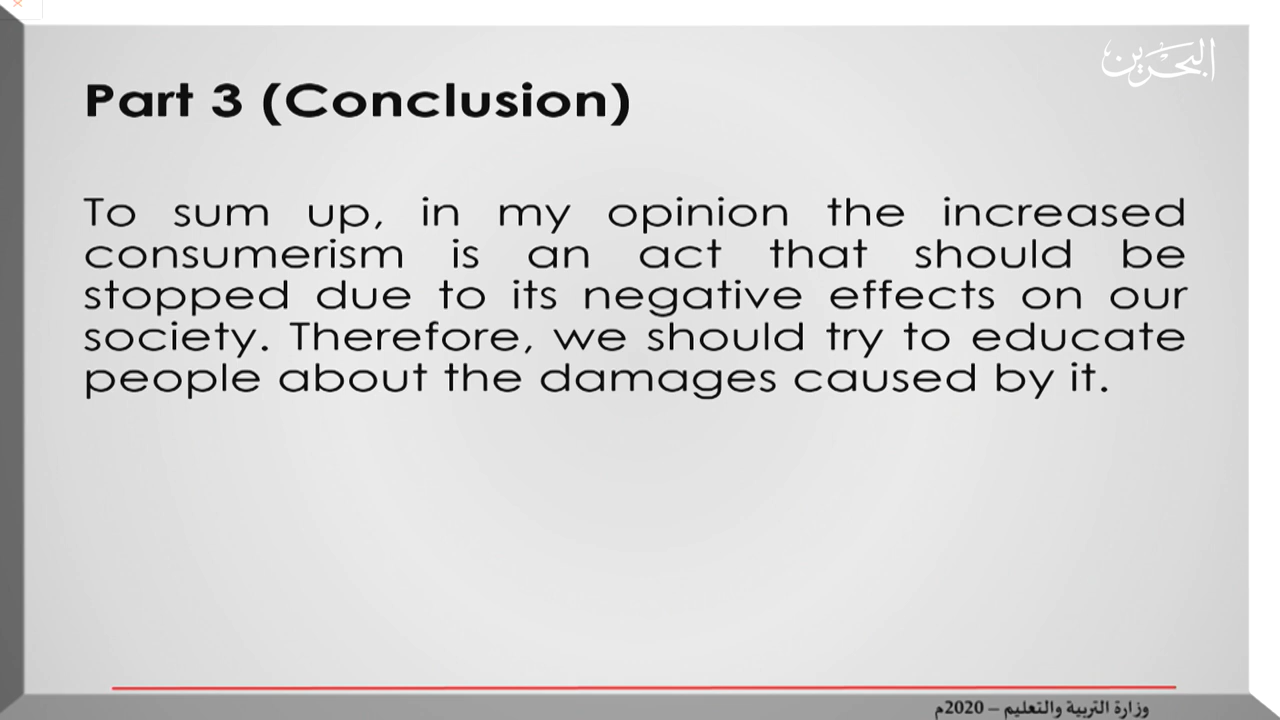 البحرين
Part 3 (Conclusion)
To sum up, in my opinion the increased
consumerism is an act that should be
stopped due to its negative effects on our
society. Therefore, we should try to educate
people about the damages caused by it.
وزارة التربية والتعليم – 2020م